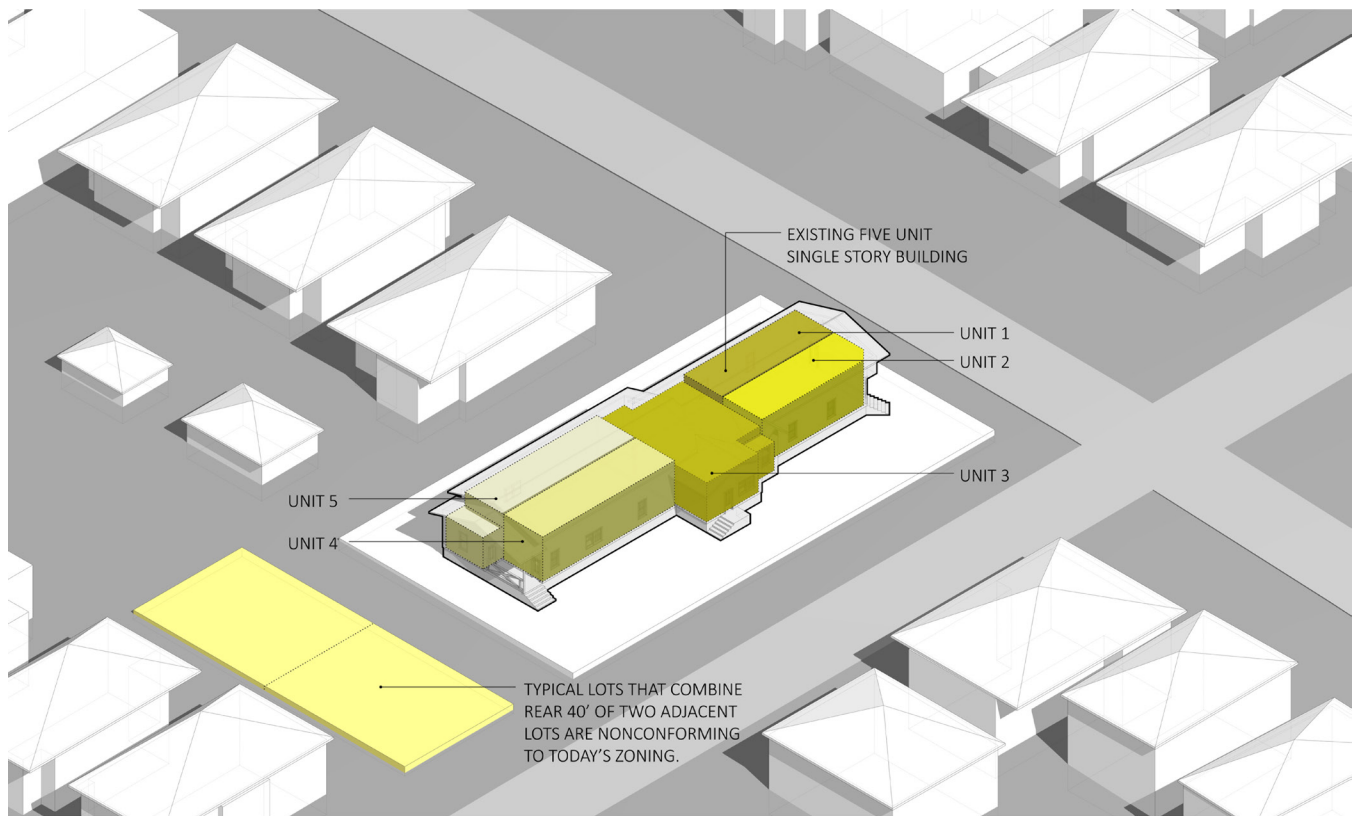 EXISTING FIVE UNIT
SINGLE STORY BUILDING
UNIT 1
UNIT 2
UNIT 3
UNIT 5
UNIT 4
TYPICAL LOTS THAT COMBINE
REAR 40’ OF TWO ADJACENT
LOTS ARE NONCONFORMING
TO TODAY’S ZONING.